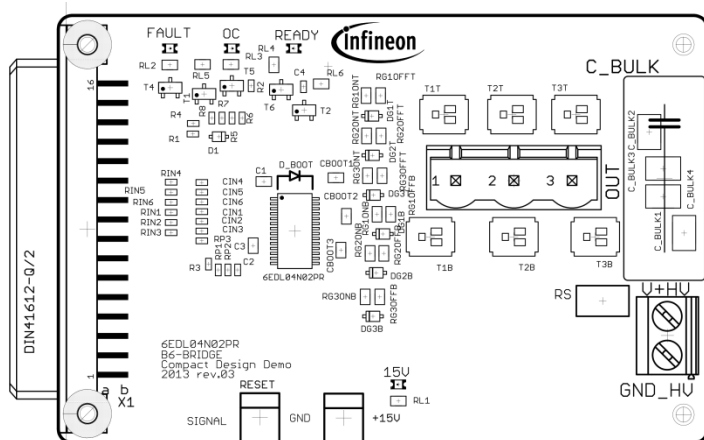 FAULT OC READY
infineon
C_BULK
RL2 RL5 RL3 RL4
T4 T1 R8 R7 T5 R2 T6 C4 RL6
R4 R6 R5 T2
R1 D1
RG1ONT RG1OFFT
DG1T
RG2ONT RG2OFFT
DG2T
RG3ONT RG3OFFT
DG3T
RG1ONB RG1OFFB
DG1B
RG2ONB RG2OFFB
DG2B
RG3ONB RG3OFFB
DG3B
T1T T2T T3T
1 2 3
OUT
T1B T2B T3B
C_BULK2
C_BULK3
C_BULK1
C_BULK4
16
DIN41612-Q/2
1
a b
X1
RIN4
RIN5
RIN6
RIN1
RIN2
RIN3
CIN4
CIN5
CIN6
CIN1
CIN2
CIN3
RP3
RP1
RP2
R3
C3
C2
C1
D_BOOT
CBOOT1
CBOOT2
CBOOT3
6EDL04N02PR
RS
V+HV
GND_HV
6EDL04N02PR
B6-BRIDGE
Compact Design Demo
2013 rev.03
15V
RL1
RESET
SIGNAL GND +15V